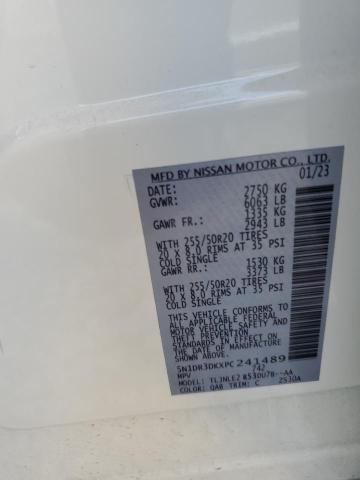 MFD BY NISSAN MOTOR CO., LTD.
DATE: 01/23
GVWR: 2750 KG
6063 LB
GAWR FR.: 1335 KG
2943 LB
WITH 255/50R20 TIRES
20 X 8.0 RIMS AT 35 PSI
COLD SINGLE
GAWR RR.: 1530 KG
3373 LB
WITH 255/50R20 TIRES
20 X 8.0 RIMS AT 35 PSI
COLD SINGLE
THIS VEHICLE CONFORMS TO ALL
APPLICABLE FEDERAL
MOTOR VEHICLE SAFETY
AND THEFT PREVENTION
STANDARDS IN EFFECT
ON THE DATE OF
MANUFACTURE
SHOWN ABOVE.
5N1DR3DKXPC241489
MPV 742
MODEL: TLJNLE2
COLOR: QAB TRIM: C 2S30A